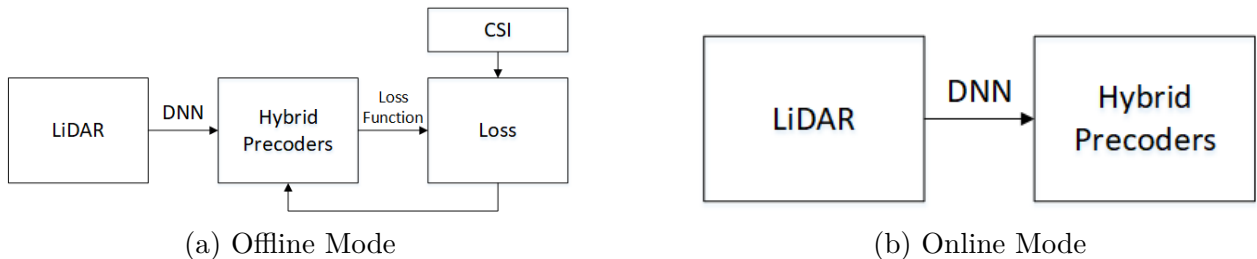 CSI
LiDAR
DNN
Hybrid
Precoders
Loss
Function
Loss
(a) Offline Mode
LiDAR
DNN
Hybrid
Precoders
(b) Online Mode